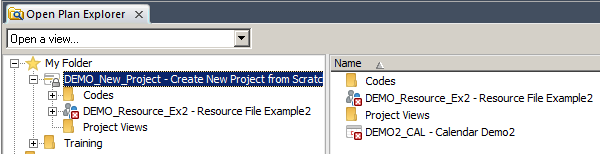 Open Plan Explorer
Open a view...
My Folder
DEMO_New_Project - Create New Project from Scratc
Codes
DEMO_Resource_Ex2 - Resource File Example2
Project Views
Training
Name
Codes
DEMO_Resource_Ex2 - Resource File Example2
Project Views
DEMO2_CAL - Calendar Demo2